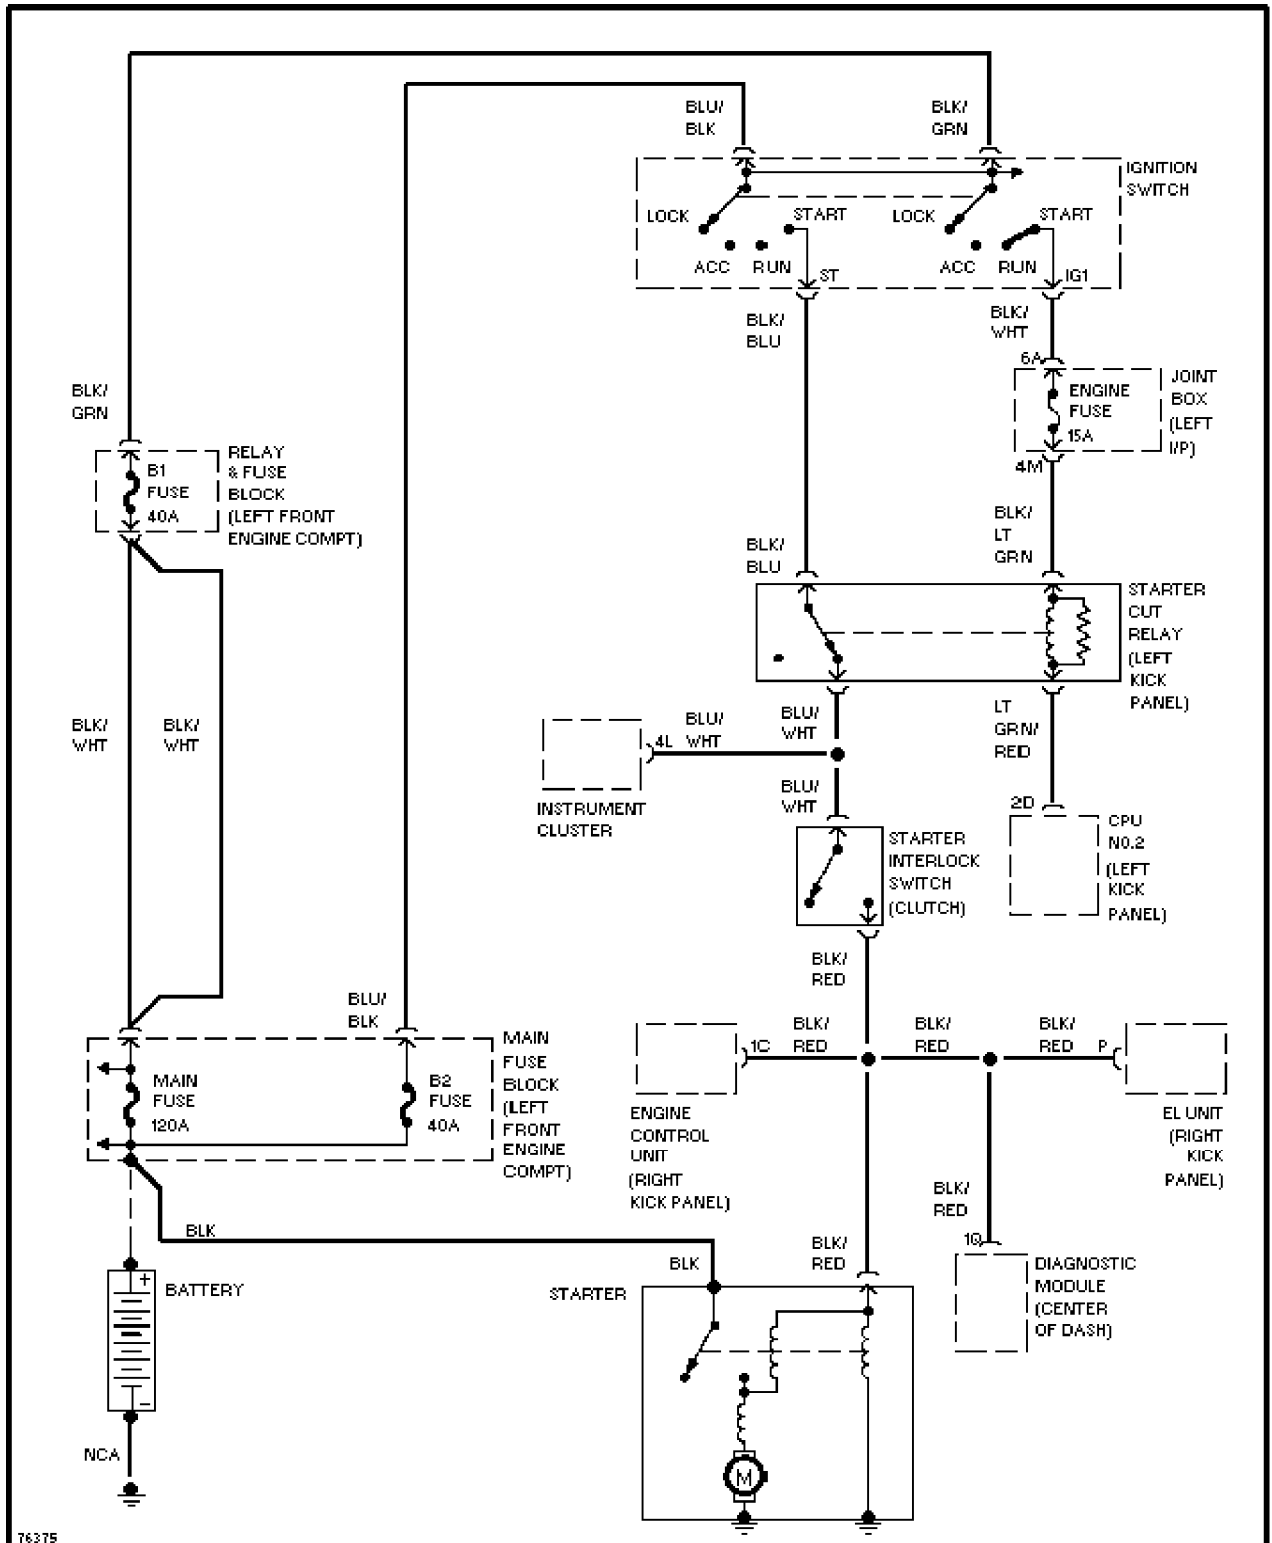 BLU/
BLK
BLK/
GRN
IGNITION
SWITCH
LOCK
START
LOCK
START
ACC
RUN
ST
ACC
RUN
IG1
BLK/
BLU
BLK/
WHT
6A
ENGINE
FUSE
15A
JOINT
BOX
(LEFT
I/P)
4M
BLK/
GRN
B1
FUSE
40A
RELAY
& FUSE
BLOCK
(LEFT FRONT
ENGINE COMPT)
BLK/
LT
GRN
BLK/
BLU
STARTER
CUT
RELAY
(LEFT
KICK
PANEL)
BLK/
WHT
BLK/
WHT
BLU/
WHT
4L
BLU/
WHT
LT
GRN/
RED
INSTRUMENT
CLUSTER
BLU/
WHT
2D
CPU
NO.2
(LEFT
KICK
PANEL)
STARTER
INTERLOCK
SWITCH
(CLUTCH)
BLK/
RED
BLU/
BLK
MAIN
FUSE
BLOCK
(LEFT
FRONT
ENGINE
COMPT)
MAIN
FUSE
120A
B2
FUSE
40A
1C
BLK/
RED
BLK/
RED
BLK/
RED
P
ENGINE
CONTROL
UNIT
(RIGHT
KICK PANEL)
EL UNIT
(RIGHT
KICK
PANEL)
BLK/
RED
BLK
BLK
BLK/
RED
1Q
BATTERY
+
-
STARTER
DIAGNOSTIC
MODULE
(CENTER
OF DASH)
NCA
M
76375